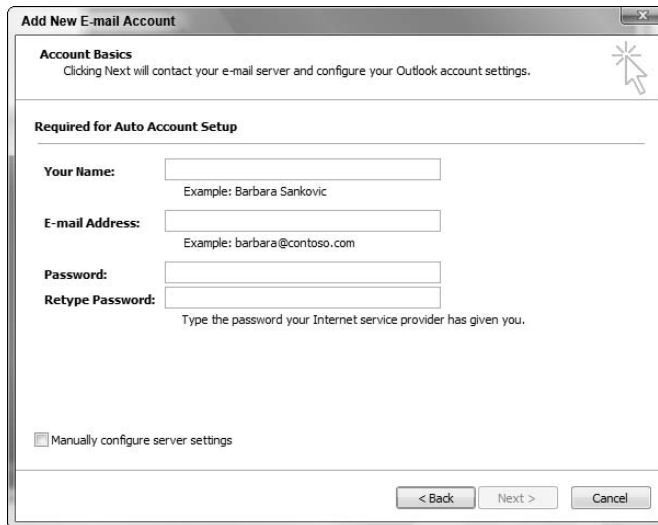 Add New E-mail Account
Account Basics
Clicking Next will contact your e-mail server and configure your Outlook account settings.
Required for Auto Account Setup
Your Name:
Example: Barbara Sankovic
E-mail Address:
Example: barbara@contoso.com
Password:
Retype Password:
Type the password your Internet service provider has given you.
Manually configure server settings
< Back Next > Cancel